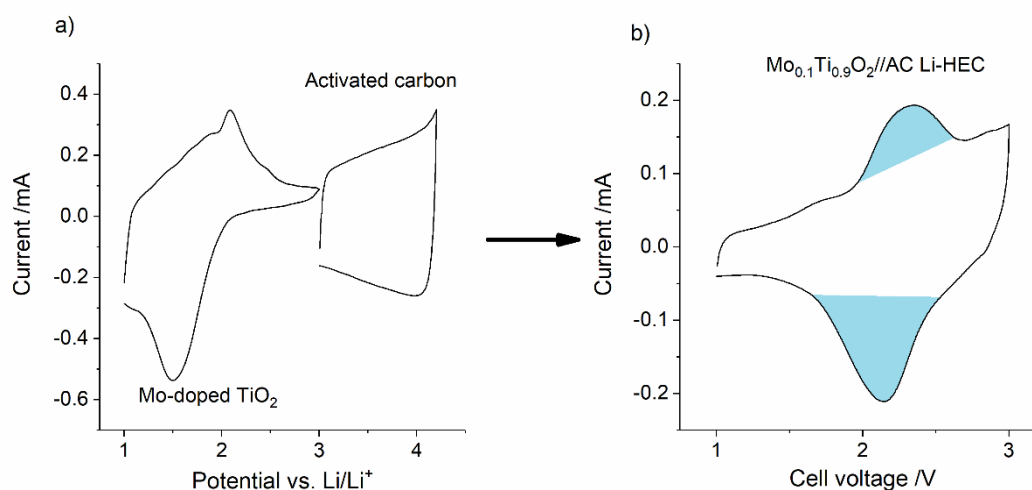 a)
Activated carbon
0.4
0.2
0.0
-0.2
-0.4
-0.6
Current /mA
Mo-doped TiO₂
1
2
3
4
Potential vs. Li/Li⁺
b)
Mo₀.₁Ti₀.₉O₂//AC Li-HEC
0.2
0.1
0.0
-0.1
-0.2
Current /mA
1
2
3
Cell voltage /V